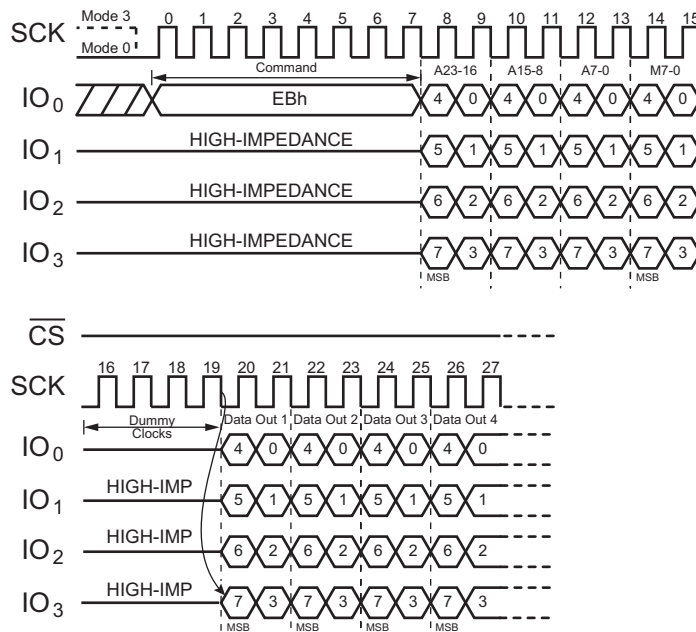 Mode 3
Mode 0
SCK
0 1 2 3 4 5 6 7 8 9 10 11 12 13 14 15
Command A23-16 A15-8 A7-0 M7-0
IO0 EBh 4 0 4 0 4 0 4 0
IO1 HIGH-IMPEDANCE 5 1 5 1 5 1 5 1
IO2 HIGH-IMPEDANCE 6 2 6 2 6 2 6 2
IO3 HIGH-IMPEDANCE 7 3 7 3 7 3 7 3
MSB MSB
CS
SCK 16 17 18 19 20 21 22 23 24 25 26 27
Dummy Clocks Data Out 1 Data Out 2 Data Out 3 Data Out 4
IO0 4 0 4 0 4 0 4 0
IO1 HIGH-IMP 5 1 5 1 5 1 5 1
IO2 HIGH-IMP 6 2 6 2 6 2 6 2
IO3 HIGH-IMP 7 3 7 3 7 3 7 3
MSB MSB MSB MSB